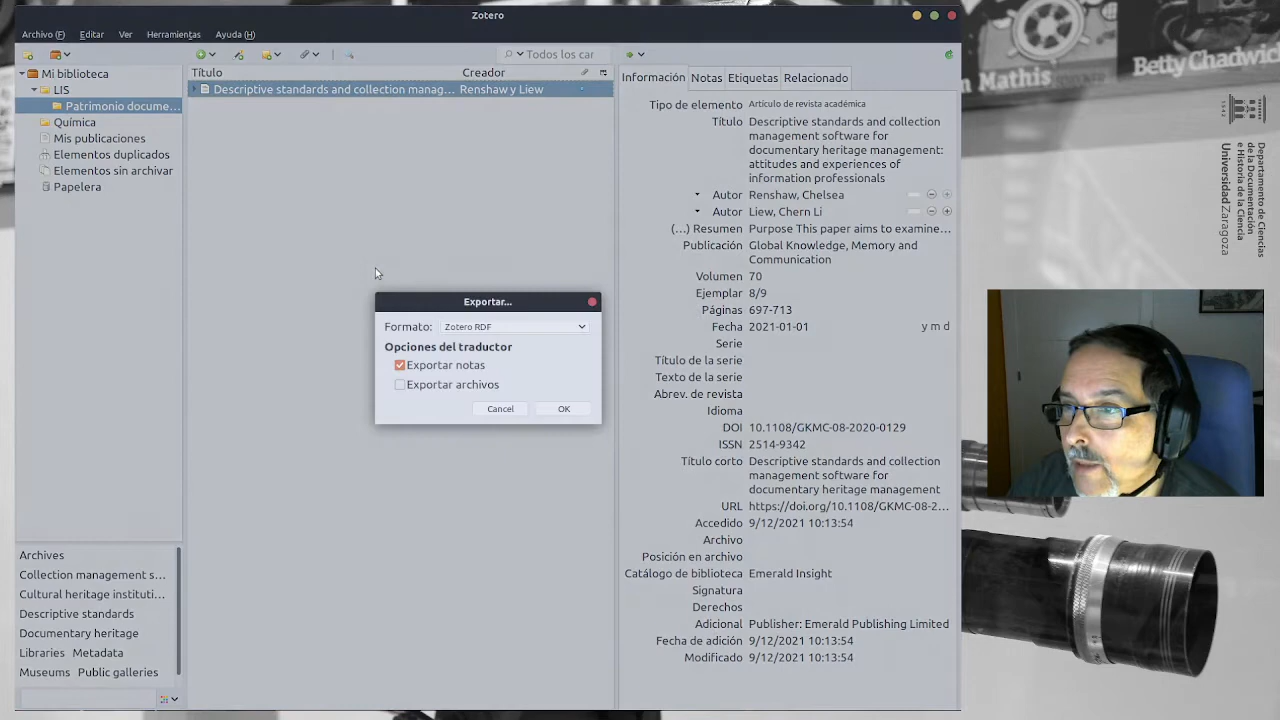 Zotero
Archivo (F) Editar Ver Herramientas Ayuda (H)
Todos los car
Mi biblioteca
LIS
Patrimonio docume...
Química
Mis publicaciones
Elementos duplicados
Elementos sin archivar
Papelera
Título Creador
Descriptive standards and collection manag... Renshaw y Liew
Exportar...
Formato: Zotero RDF
Opciones del traductor
Exportar notas
Exportar archivos
Cancel OK
Información Notas Etiquetas Relacionado
Tipo de elemento Artículo de revista académica
Título Descriptive standards and collection
management software for
documentary heritage management:
attitudes and experiences of
information professionals
Autor Renshaw, Chelsea
Autor Liew, Chern Li
(...) Resumen Purpose This paper aims to examine...
Publicación Global Knowledge, Memory and
Communication
Volumen 70
Ejemplar 8/9
Páginas 697-713
Fecha 2021-01-01 y m d
Serie
Título de la serie
Texto de la serie
Abrev. de revista
Idioma
DOI 10.1108/GKMC-08-2020-0129
ISSN 2514-9342
Título corto Descriptive standards and collection
management software for
documentary heritage management
URL https://doi.org/10.1108/GKMC-08-2...
Accedido 9/12/2021 10:13:54
Archivo
Posición en archivo
Catálogo de biblioteca Emerald Insight
Signatura
Derechos
Adicional Publisher: Emerald Publishing Limited
Fecha de adición 9/12/2021 10:13:54
Modificado 9/12/2021 10:13:54
Archives
Collection management s...
Cultural heritage instituti...
Descriptive standards
Documentary heritage
Libraries Metadata
Museums Public galleries
Mathis
Betty Chadwic
1542
Departamento de Ciencias
de la Documentación
e Historia de la Ciencia
Universidad Zaragoza